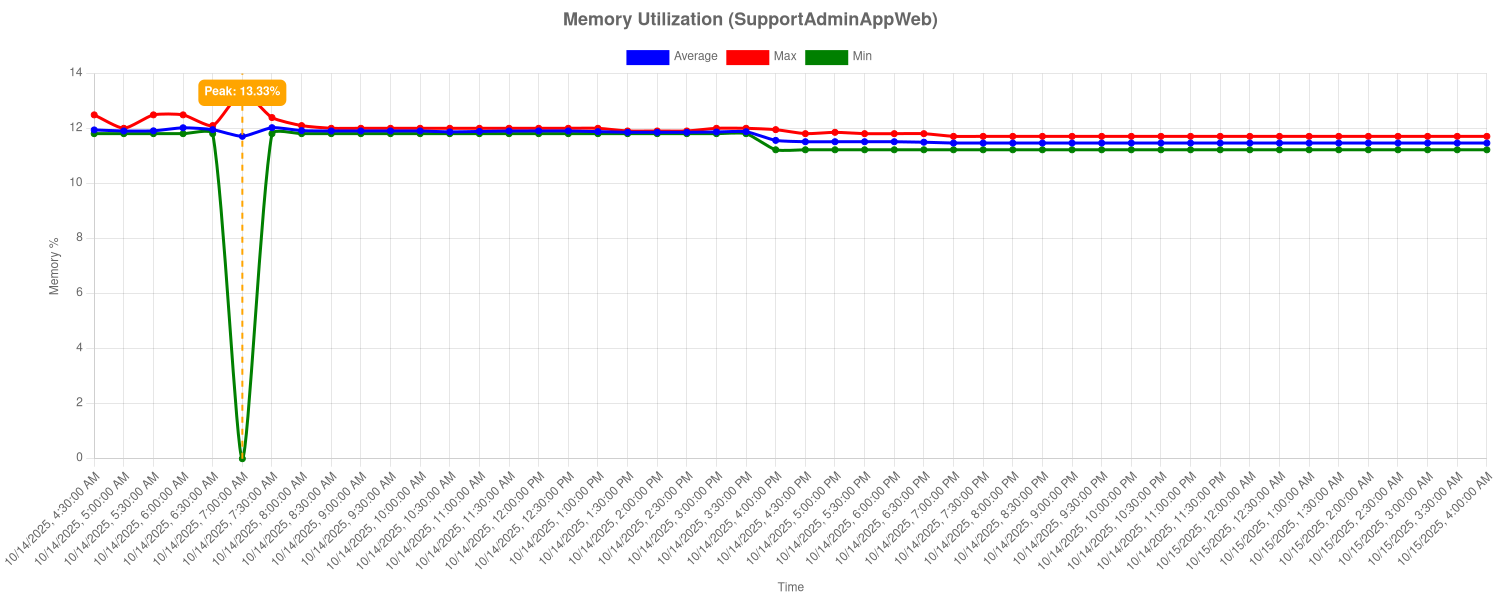 Memory Utilization (SupportAdminAppWeb)
Average Max Min
Peak: 13.33%
Memory %
14
12
10
8
6
4
2
0
10/14/2025, 4:30:00 AM
10/14/2025, 5:00:00 AM
10/14/2025, 5:30:00 AM
10/14/2025, 6:00:00 AM
10/14/2025, 6:30:00 AM
10/14/2025, 7:00:00 AM
10/14/2025, 7:30:00 AM
10/14/2025, 8:00:00 AM
10/14/2025, 8:30:00 AM
10/14/2025, 9:00:00 AM
10/14/2025, 9:30:00 AM
10/14/2025, 10:00:00 AM
10/14/2025, 10:30:00 AM
10/14/2025, 11:00:00 AM
10/14/2025, 11:30:00 AM
10/14/2025, 12:00:00 PM
10/14/2025, 12:30:00 PM
10/14/2025, 1:00:00 PM
10/14/2025, 1:30:00 PM
10/14/2025, 2:00:00 PM
10/14/2025, 2:30:00 PM
10/14/2025, 3:00:00 PM
10/14/2025, 3:30:00 PM
10/14/2025, 4:00:00 PM
10/14/2025, 4:30:00 PM
10/14/2025, 5:00:00 PM
10/14/2025, 5:30:00 PM
10/14/2025, 6:00:00 PM
10/14/2025, 6:30:00 PM
10/14/2025, 7:00:00 PM
10/14/2025, 7:30:00 PM
10/14/2025, 8:00:00 PM
10/14/2025, 8:30:00 PM
10/14/2025, 9:00:00 PM
10/14/2025, 9:30:00 PM
10/14/2025, 10:00:00 PM
10/14/2025, 10:30:00 PM
10/14/2025, 11:00:00 PM
10/14/2025, 11:30:00 PM
10/15/2025, 12:00:00 AM
10/15/2025, 12:30:00 AM
10/15/2025, 1:00:00 AM
10/15/2025, 1:30:00 AM
10/15/2025, 2:00:00 AM
10/15/2025, 2:30:00 AM
10/15/2025, 3:00:00 AM
10/15/2025, 3:30:00 AM
10/15/2025, 4:00:00 AM
Time